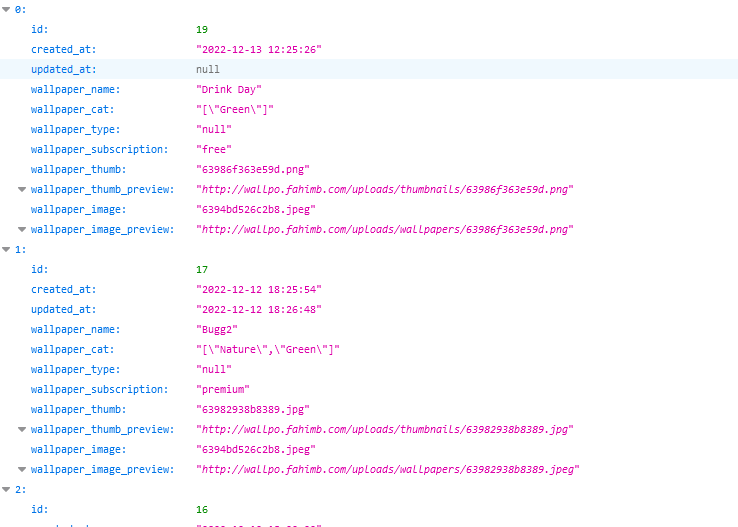 0:
id: 19
created_at: "2022-12-13 12:25:26"
updated_at: null
wallpaper_name: "Drink Day"
wallpaper_cat: "[\"Green\"]"
wallpaper_type: "null"
wallpaper_subscription: "free"
wallpaper_thumb: "63986f363e59d.png"
wallpaper_thumb_preview: "http://wallpo.fahimb.com/uploads/thumbnails/63986f363e59d.png"
wallpaper_image: "6394bd526c2b8.jpeg"
wallpaper_image_preview: "http://wallpo.fahimb.com/uploads/wallpapers/63986f363e59d.png"
1:
id: 17
created_at: "2022-12-12 18:25:54"
updated_at: "2022-12-12 18:26:48"
wallpaper_name: "Bugg2"
wallpaper_cat: "[\"Nature\",\"Green\"]"
wallpaper_type: "null"
wallpaper_subscription: "premium"
wallpaper_thumb: "63982938b8389.jpg"
wallpaper_thumb_preview: "http://wallpo.fahimb.com/uploads/thumbnails/63982938b8389.jpg"
wallpaper_image: "6394bd526c2b8.jpeg"
wallpaper_image_preview: "http://wallpo.fahimb.com/uploads/wallpapers/63982938b8389.jpeg"
2:
id: 16